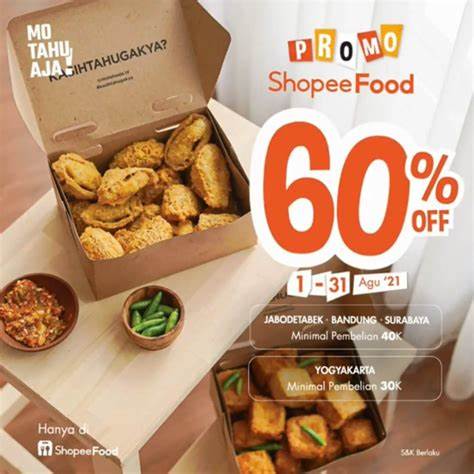 MO
TAHU
AJA!
KASIHTAHUGAKYA?
PROMO
ShopeeFood
60%
OFF
1 - 31 Agu '21
JABODETABEK • BANDUNG • SURABAYA
Minimal Pembelian 40K
YOGYAKARTA
Minimal Pembelian 30K
Hanya di
ShopeeFood
S&K Berlaku